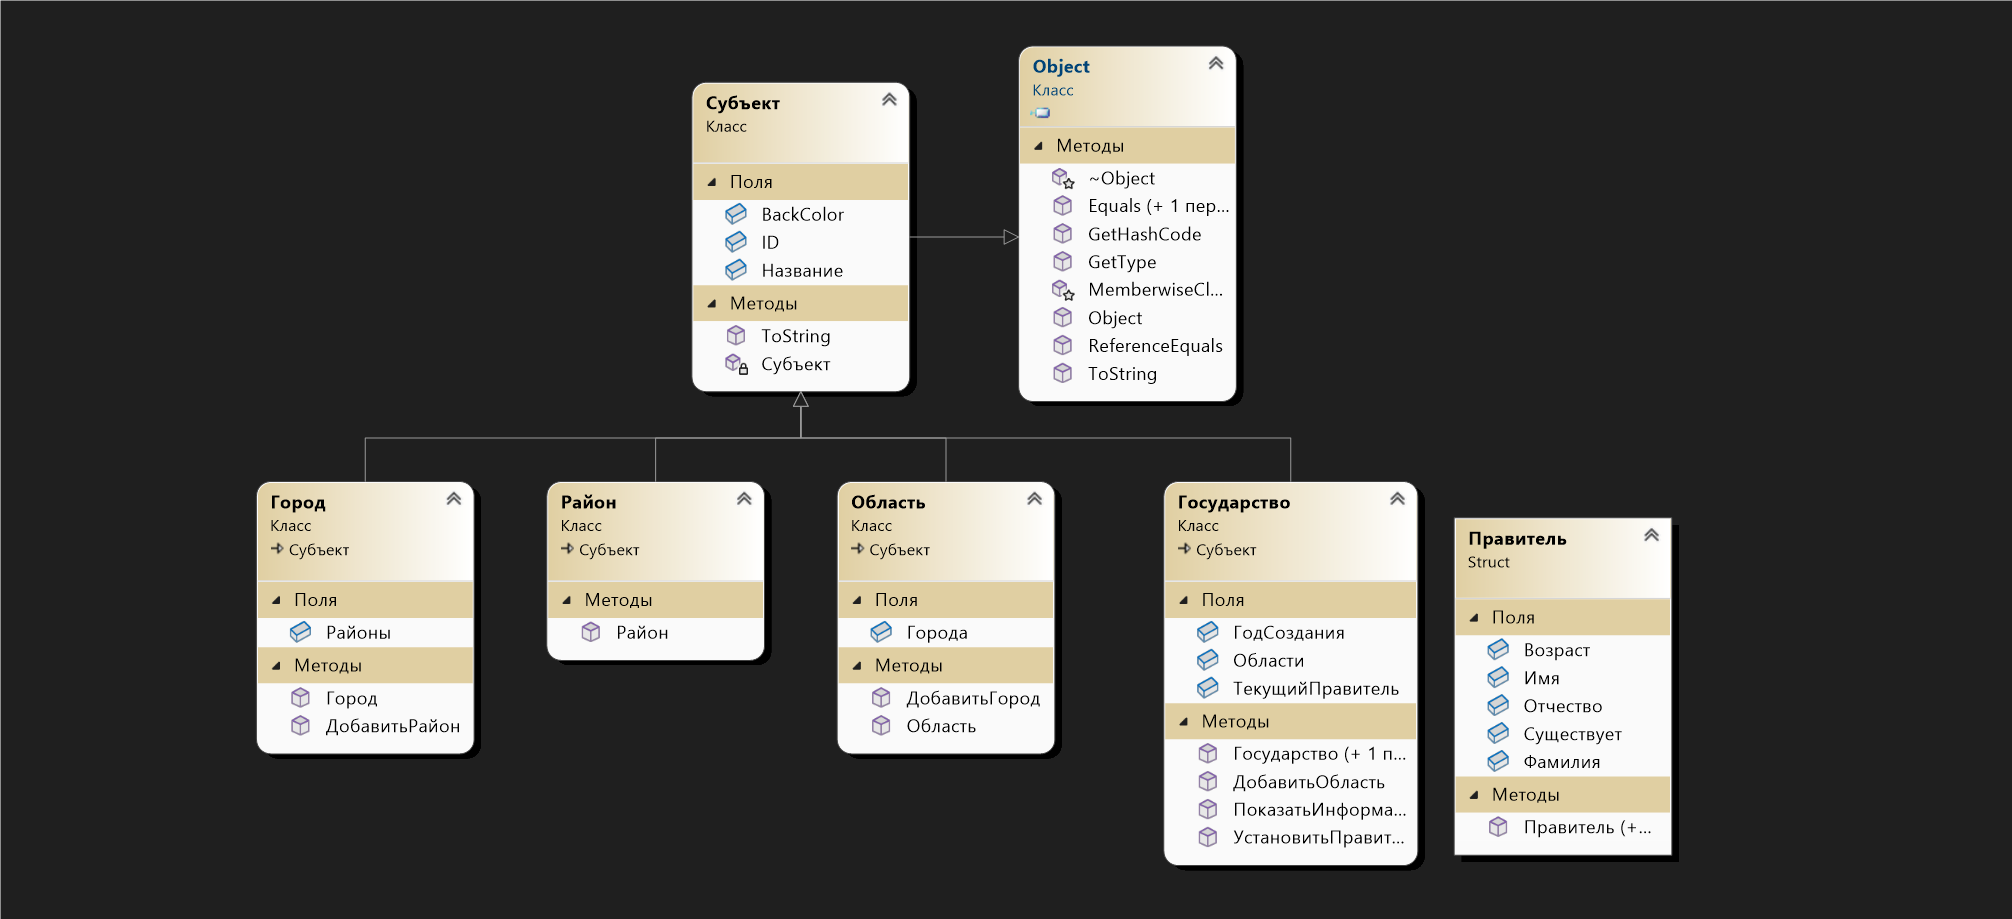 Субъект
Класс
Поля
BackColor
ID
Название
Методы
ToString
Субъект
Object
Класс
Методы
~Object
Equals (+ 1 пер...
GetHashCode
GetType
MemberwiseCl...
Object
ReferenceEquals
ToString
Город
Класс
Субъект
Поля
Районы
Методы
Город
ДобавитьРайон
Район
Класс
Субъект
Методы
Район
Область
Класс
Субъект
Поля
Города
Методы
ДобавитьГород
Область
Государство
Класс
Субъект
Поля
ГодСоздания
Области
ТекущийПравитель
Методы
Государство (+ 1 п...
ДобавитьОбласть
ПоказатьИнформа...
УстановитьПравит...
Правитель
Struct
Поля
Возраст
Имя
Отчество
Существует
Фамилия
Методы
Правитель (+...